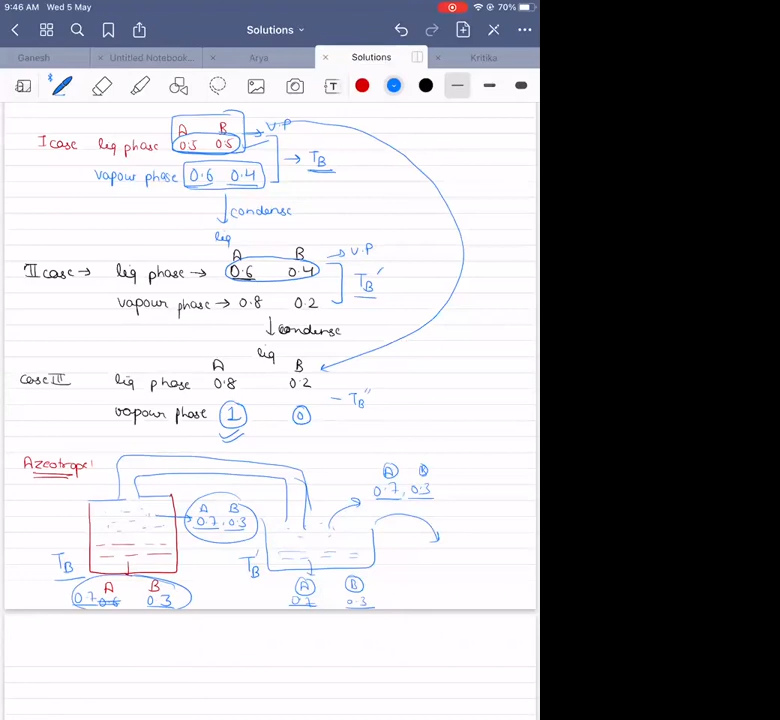 9:46 AM Wed 5 May
70%
Solutions
Ganesh
Untitled Notebook...
Arya
Solutions
Kritika
A B
V.P
I case liq phase 0.5 0.5
→ TB
vapour phase 0.6 0.4
↓ condense
liq
A B
→ V.P
II case → liq phase → 0.6 0.4
TB'
vapour phase → 0.8 0.2
↓ condense
liq
A B
case III liq phase 0.8 0.2
– TB''
vapour phase 1 0
Azeotrope:
A B
0.7, 0.3
A B
0.7, 0.3
TB
TB'
A B
0.7 0.3
A B
0.7 0.3